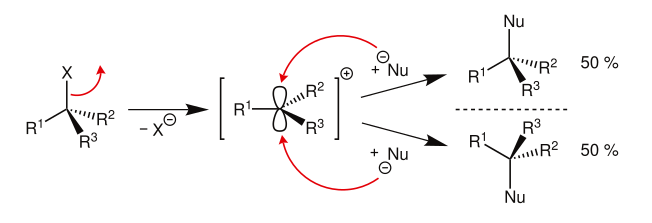 X
R1
R2
R3
− X⊖
R1
R2
R3
⊕
⊖
+ Nu
+ Nu
⊖
Nu
R1
R2
R3
50 %
R1
R3
R2
Nu
50 %